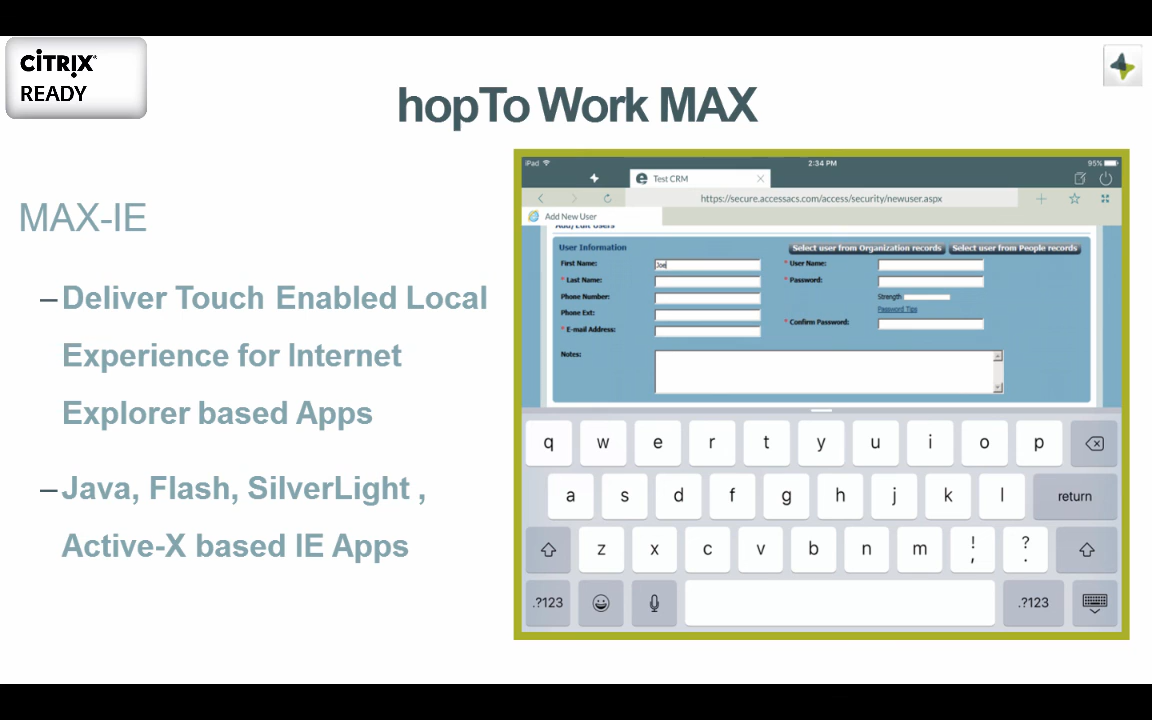 CiTRIX®
READY
hopTo Work MAX
MAX-IE
–Deliver Touch Enabled Local
Experience for Internet
Explorer based Apps
–Java, Flash, SilverLight ,
Active-X based IE Apps
iPad 2:34 PM 95%
Test CRM
https://secure.accessacs.com/access/security/newuser.aspx
Add New User
Add/Edit Users
User Information Select user from Organization records Select user from People records
First Name: Joe * User Name:
* Last Name: * Password:
Phone Number: Strength
Phone Ext: Password Tips
* E-mail Address: * Confirm Password:
Notes:
q w e r t y u i o p
a s d f g h j k l return
z x c v b n m ! , ? .
.?123 .?123